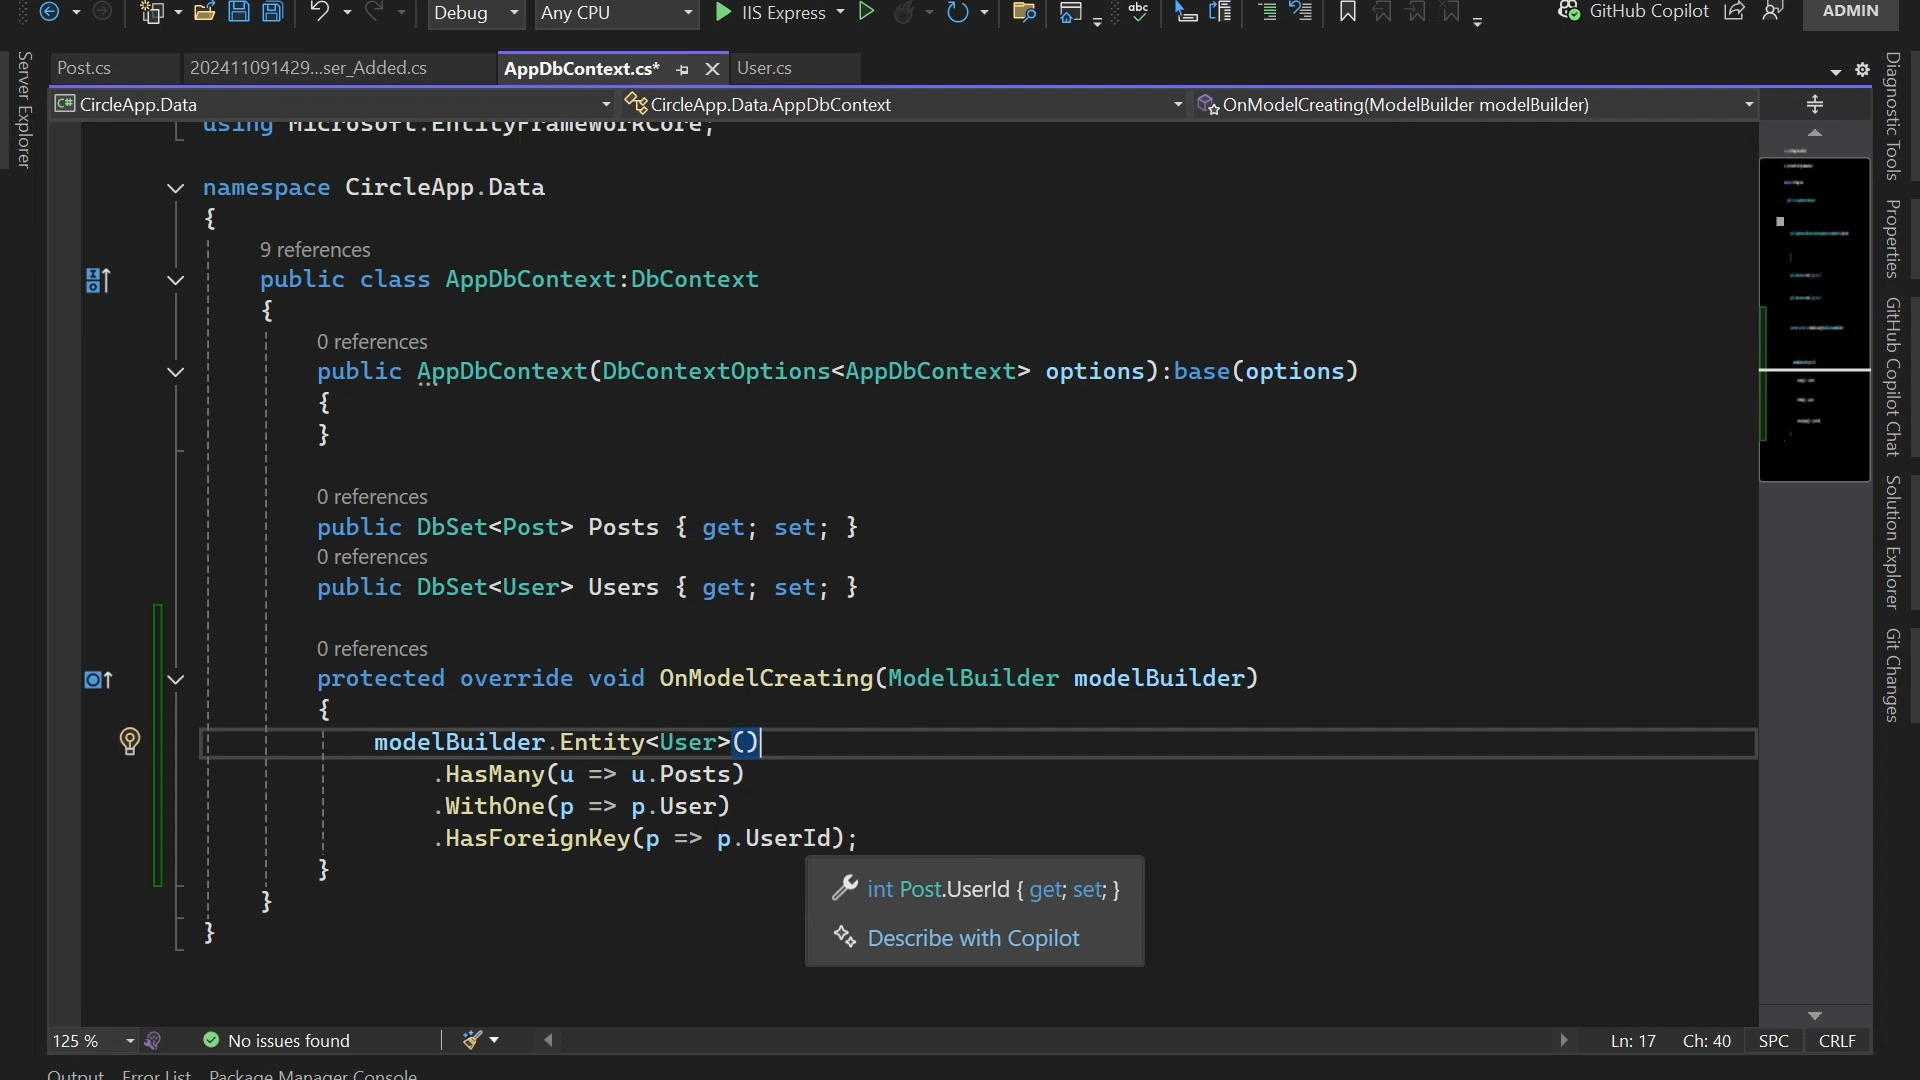 Debug
Any CPU
IIS Express
abc
GitHub Copilot
ADMIN
Server Explorer
Post.cs
202411091429...ser_Added.cs
AppDbContext.cs*
User.cs
C# CircleApp.Data
CircleApp.Data.AppDbContext
OnModelCreating(ModelBuilder modelBuilder)
using Microsoft.EntityFrameworkCore;
namespace CircleApp.Data
{
9 references
public class AppDbContext:DbContext
{
0 references
public AppDbContext(DbContextOptions<AppDbContext> options):base(options)
{
}
0 references
public DbSet<Post> Posts { get; set; }
0 references
public DbSet<User> Users { get; set; }
0 references
protected override void OnModelCreating(ModelBuilder modelBuilder)
{
modelBuilder.Entity<User>()
.HasMany(u => u.Posts)
.WithOne(p => p.User)
.HasForeignKey(p => p.UserId);
}
}
}
int Post.UserId { get; set; }
Describe with Copilot
Diagnostic Tools
Properties
GitHub Copilot Chat
Solution Explorer
Git Changes
125 %
No issues found
Ln: 17
Ch: 40
SPC
CRLF
Output
Error List
Package Manager Console